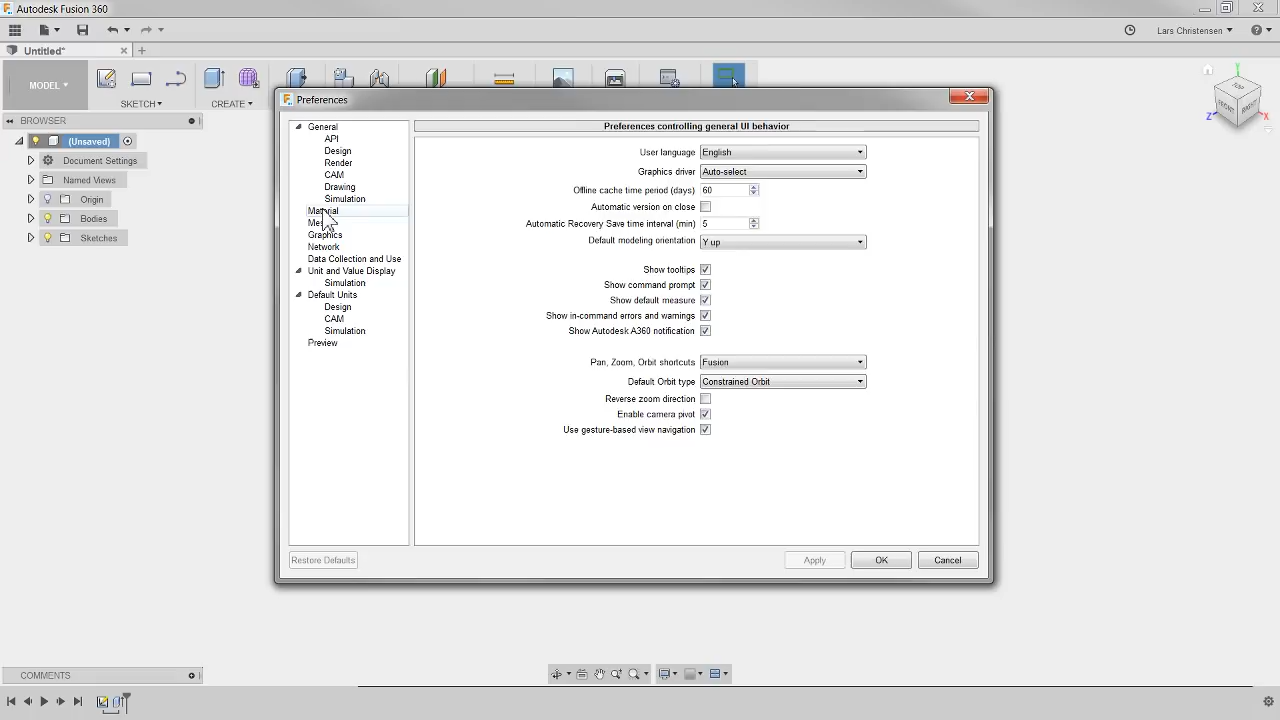 Autodesk Fusion 360
Lars Christensen
Untitled*
MODEL
SKETCH
CREATE
BROWSER
(Unsaved)
Document Settings
Named Views
Origin
Bodies
Sketches
Preferences
General
API
Design
Render
CAM
Drawing
Simulation
Material
Graphics
Network
Data Collection and Use
Unit and Value Display
Simulation
Default Units
Design
CAM
Simulation
Preview
Preferences controlling general UI behavior
User language English
Graphics driver Auto-select
Offline cache time period (days) 60
Automatic version on close
Automatic Recovery Save time interval (min) 5
Default modeling orientation Y up
Show tooltips
Show command prompt
Show default measure
Show in-command errors and warnings
Show Autodesk A360 notification
Pan, Zoom, Orbit shortcuts Fusion
Default Orbit type Constrained Orbit
Reverse zoom direction
Enable camera pivot
Use gesture-based view navigation
Restore Defaults
Apply OK Cancel
Y
TOP
FRONT RIGHT
Z X
COMMENTS